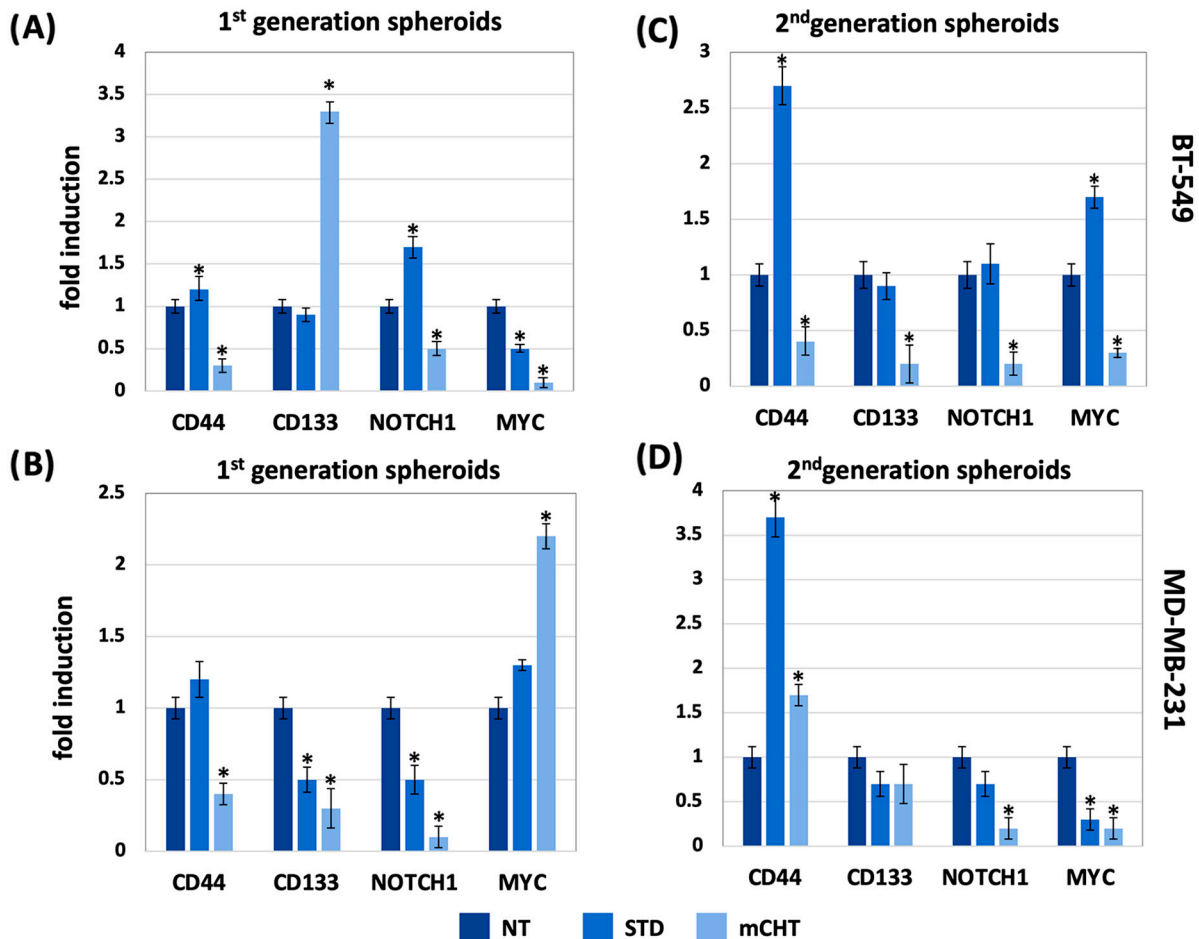 (A)
1st generation spheroids
fold induction
4
3.5
3
2.5
2
1.5
1
0.5
0
* * * * * * *
CD44 CD133 NOTCH1 MYC
(C)
2nd generation spheroids
3
2.5
2
1.5
1
0.5
0
* * * * * *
CD44 CD133 NOTCH1 MYC
BT-549
(B)
1st generation spheroids
fold induction
2.5
2
1.5
1
0.5
0
* * * * * *
CD44 CD133 NOTCH1 MYC
(D)
2nd generation spheroids
4
3.5
3
2.5
2
1.5
1
0.5
0
* * * * *
CD44 CD133 NOTCH1 MYC
MD-MB-231
NT STD mCHT